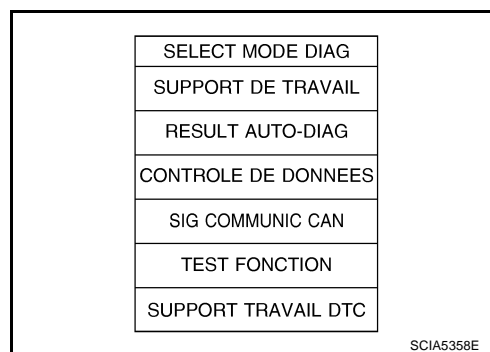 SELECT MODE DIAG
SUPPORT DE TRAVAIL
RESULT AUTO-DIAG
CONTROLE DE DONNEES
SIG COMMUNIC CAN
TEST FONCTION
SUPPORT TRAVAIL DTC
SCIA5358E